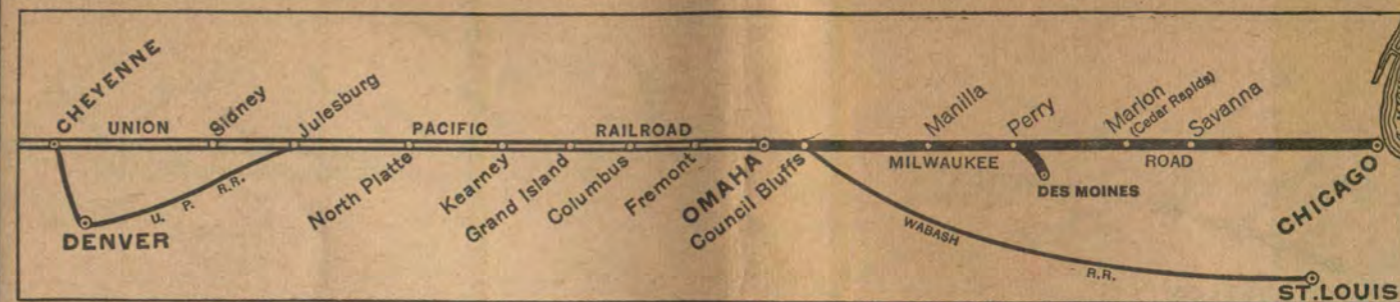 CHEYENNE
UNION
Sidney
Julesburg
PACIFIC
RAILROAD
Manilla
Perry
Marion
(Cedar Rapids)
Savanna
North Platte
Kearney
Grand Island
Columbus
Fremont
OMAHA
Council Bluffs
MILWAUKEE
ROAD
DES MOINES
CHICAGO
U. P. R.R.
DENVER
WABASH R.R.
ST. LOUIS